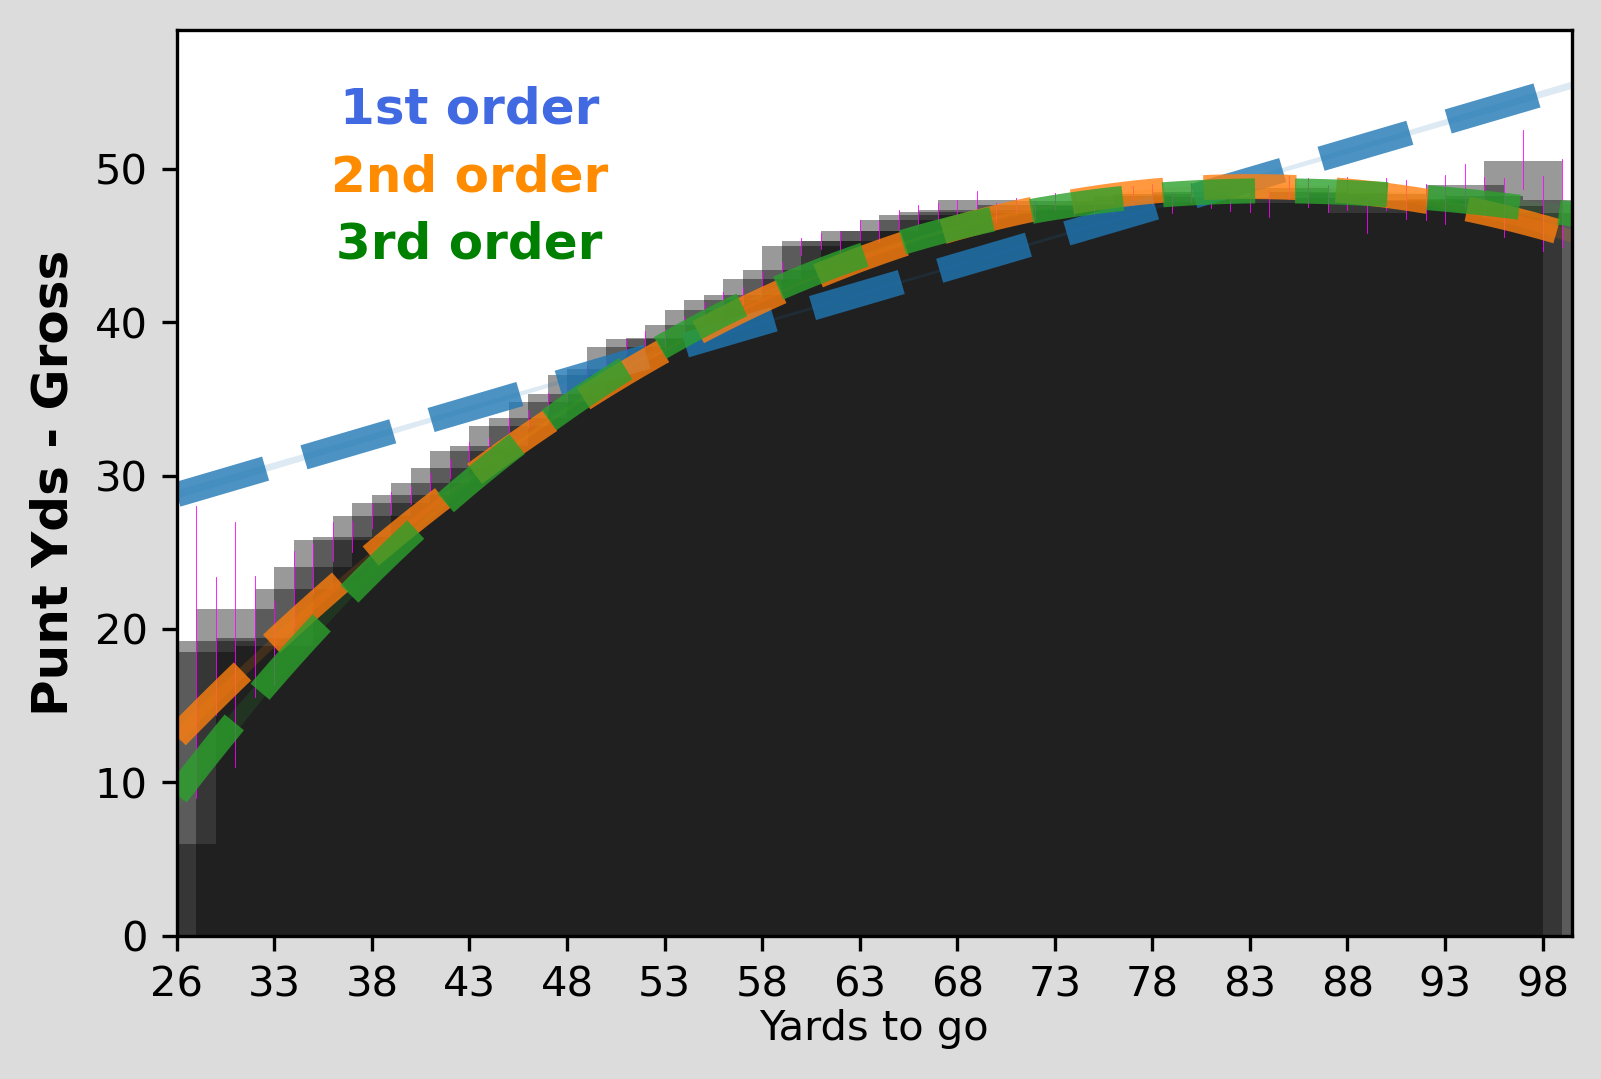 1st order
2nd order
3rd order
Punt Yds - Gross
50
40
30
20
10
0
26 33 38 43 48 53 58 63 68 73 78 83 88 93 98
Yards to go